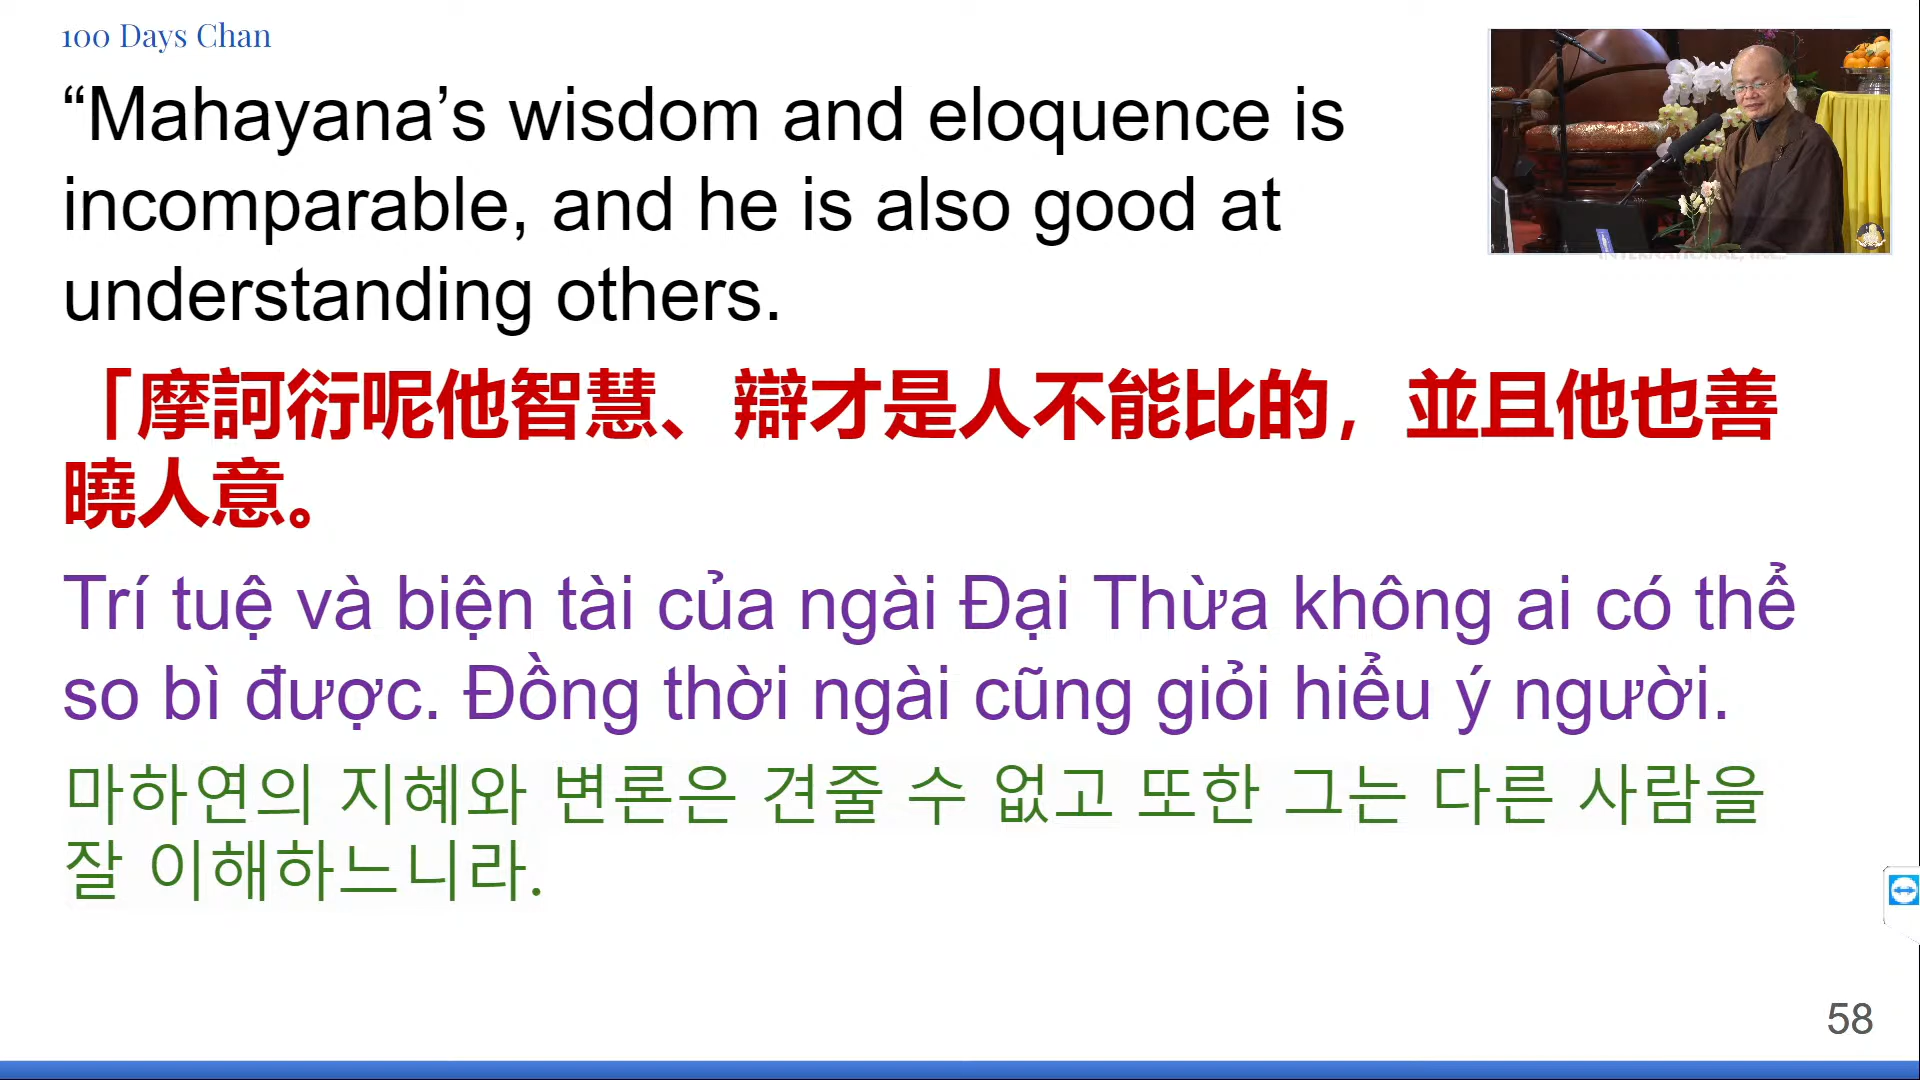 100 Days Chan
“Mahayana’s wisdom and eloquence is
incomparable, and he is also good at
understanding others.
「摩訶衍呢他智慧、辯才是人不能比的，並且他也善
曉人意。
Trí tuệ và biện tài của ngài Đại Thừa không ai có thể
so bì được. Đồng thời ngài cũng giỏi hiểu ý người.
마하연의 지혜와 변론은 견줄 수 없고 또한 그는 다른 사람을
잘 이해하느니라.
58